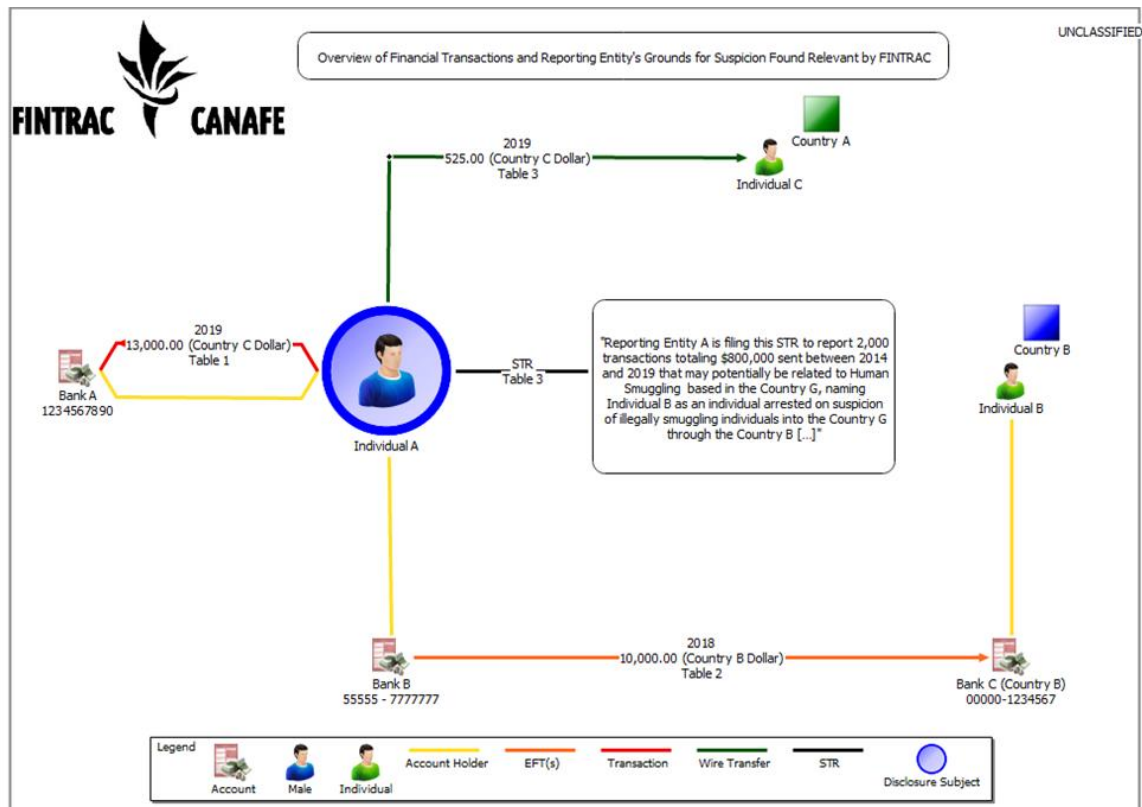 UNCLASSIFIED
Overview of Financial Transactions and Reporting Entity's Grounds for Suspicion Found Relevant by FINTRAC
FINTRAC CANAFE
Country A
2019
525.00 (Country C Dollar)
Table 3
Individual C
2019
13,000.00 (Country C Dollar)
Table 1
Bank A
1234567890
Individual A
STR
Table 3
"Reporting Entity A is filing this STR to report 2,000
transactions totaling $800,000 sent between 2014
and 2019 that may potentially be related to Human
Smuggling based in the Country G, naming
Individual B as an individual arrested on suspicion
of illegally smuggling individuals into the Country G
through the Country B [...]"
Country B
Individual B
Bank B
55555 - 7777777
2018
10,000.00 (Country B Dollar)
Table 2
Bank C (Country B)
00000-1234567
Legend
Account
Male
Individual
Account Holder
EFT(s)
Transaction
Wire Transfer
STR
Disclosure Subject